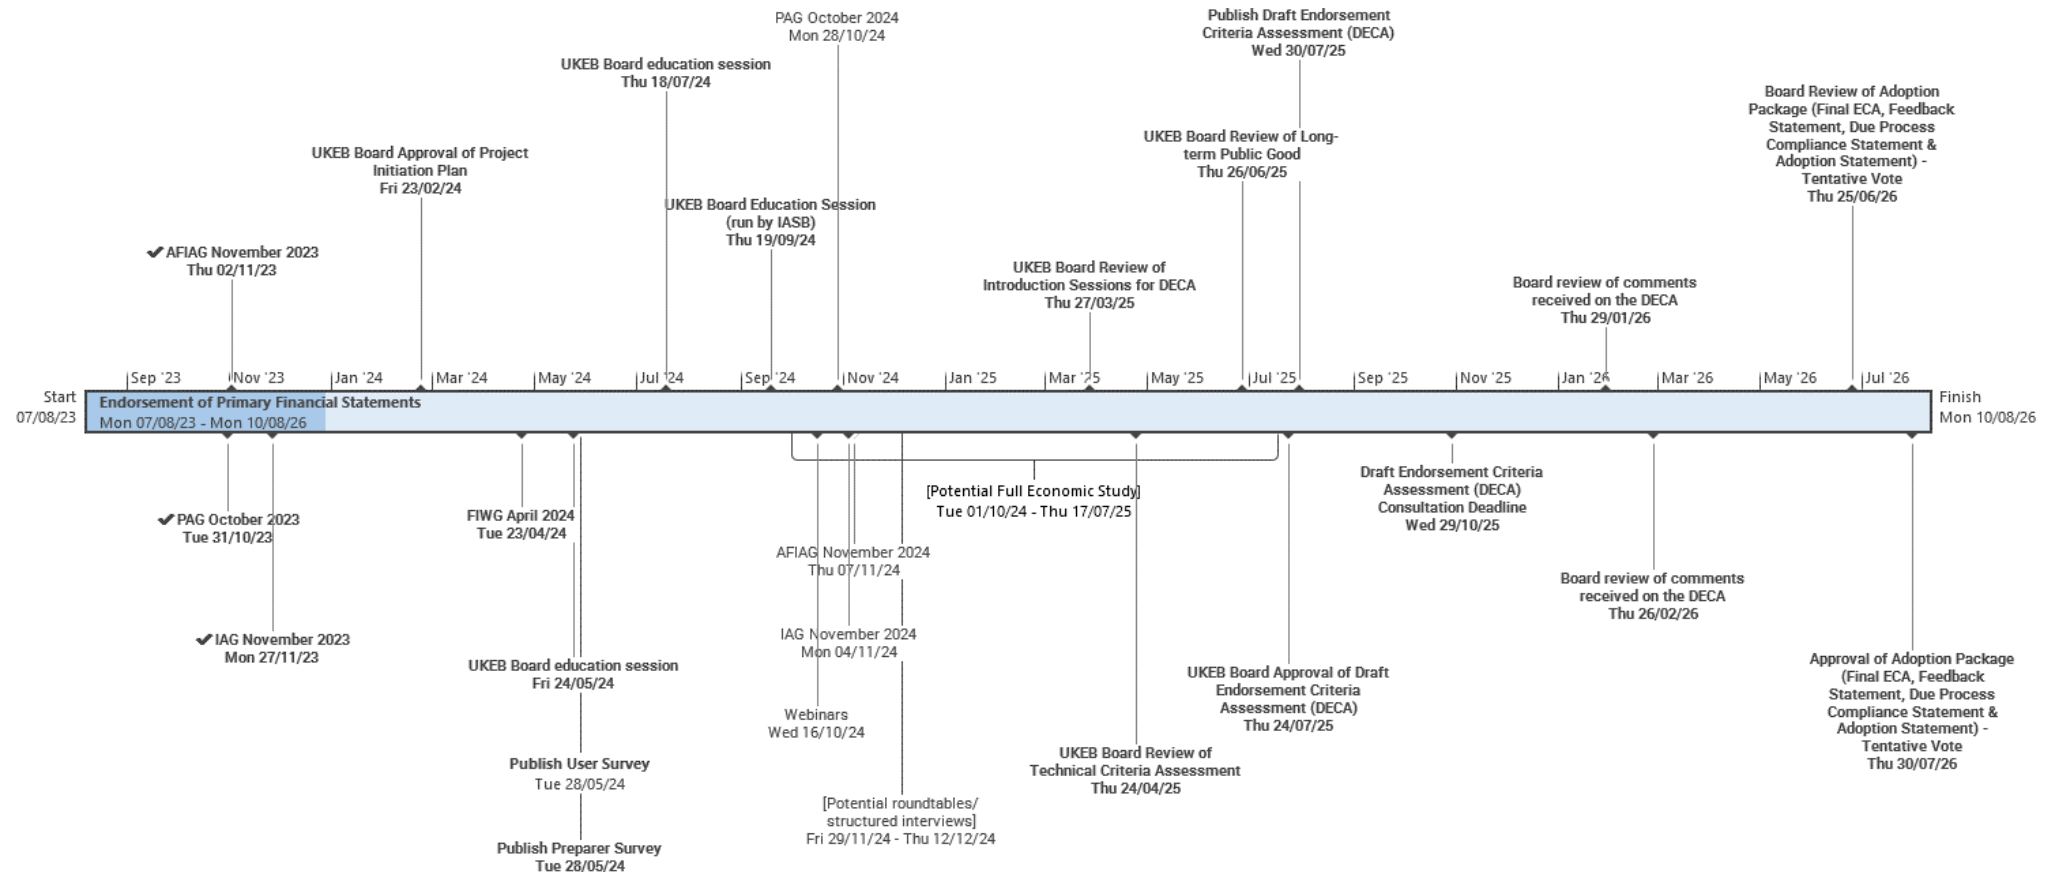 PAG October 2024
Mon 28/10/24
Publish Draft Endorsement
Criteria Assessment (DECA)
Wed 30/07/25
UKEB Board education session
Thu 18/07/24
Board Review of Adoption
Package (Final ECA, Feedback
Statement, Due Process
Compliance Statement &
Adoption Statement) -
Tentative Vote
Thu 25/06/26
UKEB Board Review of Long-
term Public Good
Thu 26/06/25
UKEB Board Approval of Project
Initiation Plan
Fri 23/02/24
UKEB Board Education Session
(run by IASB)
Thu 19/09/24
✔AFIAG November 2023
Thu 02/11/23
UKEB Board Review of
Introduction Sessions for DECA
Thu 27/03/25
Board review of comments
received on the DECA
Thu 29/01/26
Sep '23
Nov '23
Jan '24
Mar '24
May '24
Jul '24
Sep '24
Nov '24
Jan '25
Mar '25
May '25
Jul '25
Sep '25
Nov '25
Jan '26
Mar '26
May '26
Jul '26
Start
07/08/23
Endorsement of Primary Financial Statements
Mon 07/08/23 - Mon 10/08/26
Finish
Mon 10/08/26
✔PAG October 2023
Tue 31/10/23
FIWG April 2024
Tue 23/04/24
[Potential Full Economic Study]
Tue 01/10/24 - Thu 17/07/25
Draft Endorsement Criteria
Assessment (DECA)
Consultation Deadline
Wed 29/10/25
AFIAG November 2024
Thu 07/11/24
Board review of comments
received on the DECA
Thu 26/02/26
✔IAG November 2023
Mon 27/11/23
IAG November 2024
Mon 04/11/24
UKEB Board education session
Fri 24/05/24
UKEB Board Approval of Draft
Endorsement Criteria
Assessment (DECA)
Thu 24/07/25
Approval of Adoption Package
(Final ECA, Feedback
Statement, Due Process
Compliance Statement &
Adoption Statement) -
Tentative Vote
Thu 30/07/26
Webinars
Wed 16/10/24
Publish User Survey
Tue 28/05/24
UKEB Board Review of
Technical Criteria Assessment
Thu 24/04/25
[Potential roundtables/
structured interviews]
Fri 29/11/24 - Thu 12/12/24
Publish Preparer Survey
Tue 28/05/24